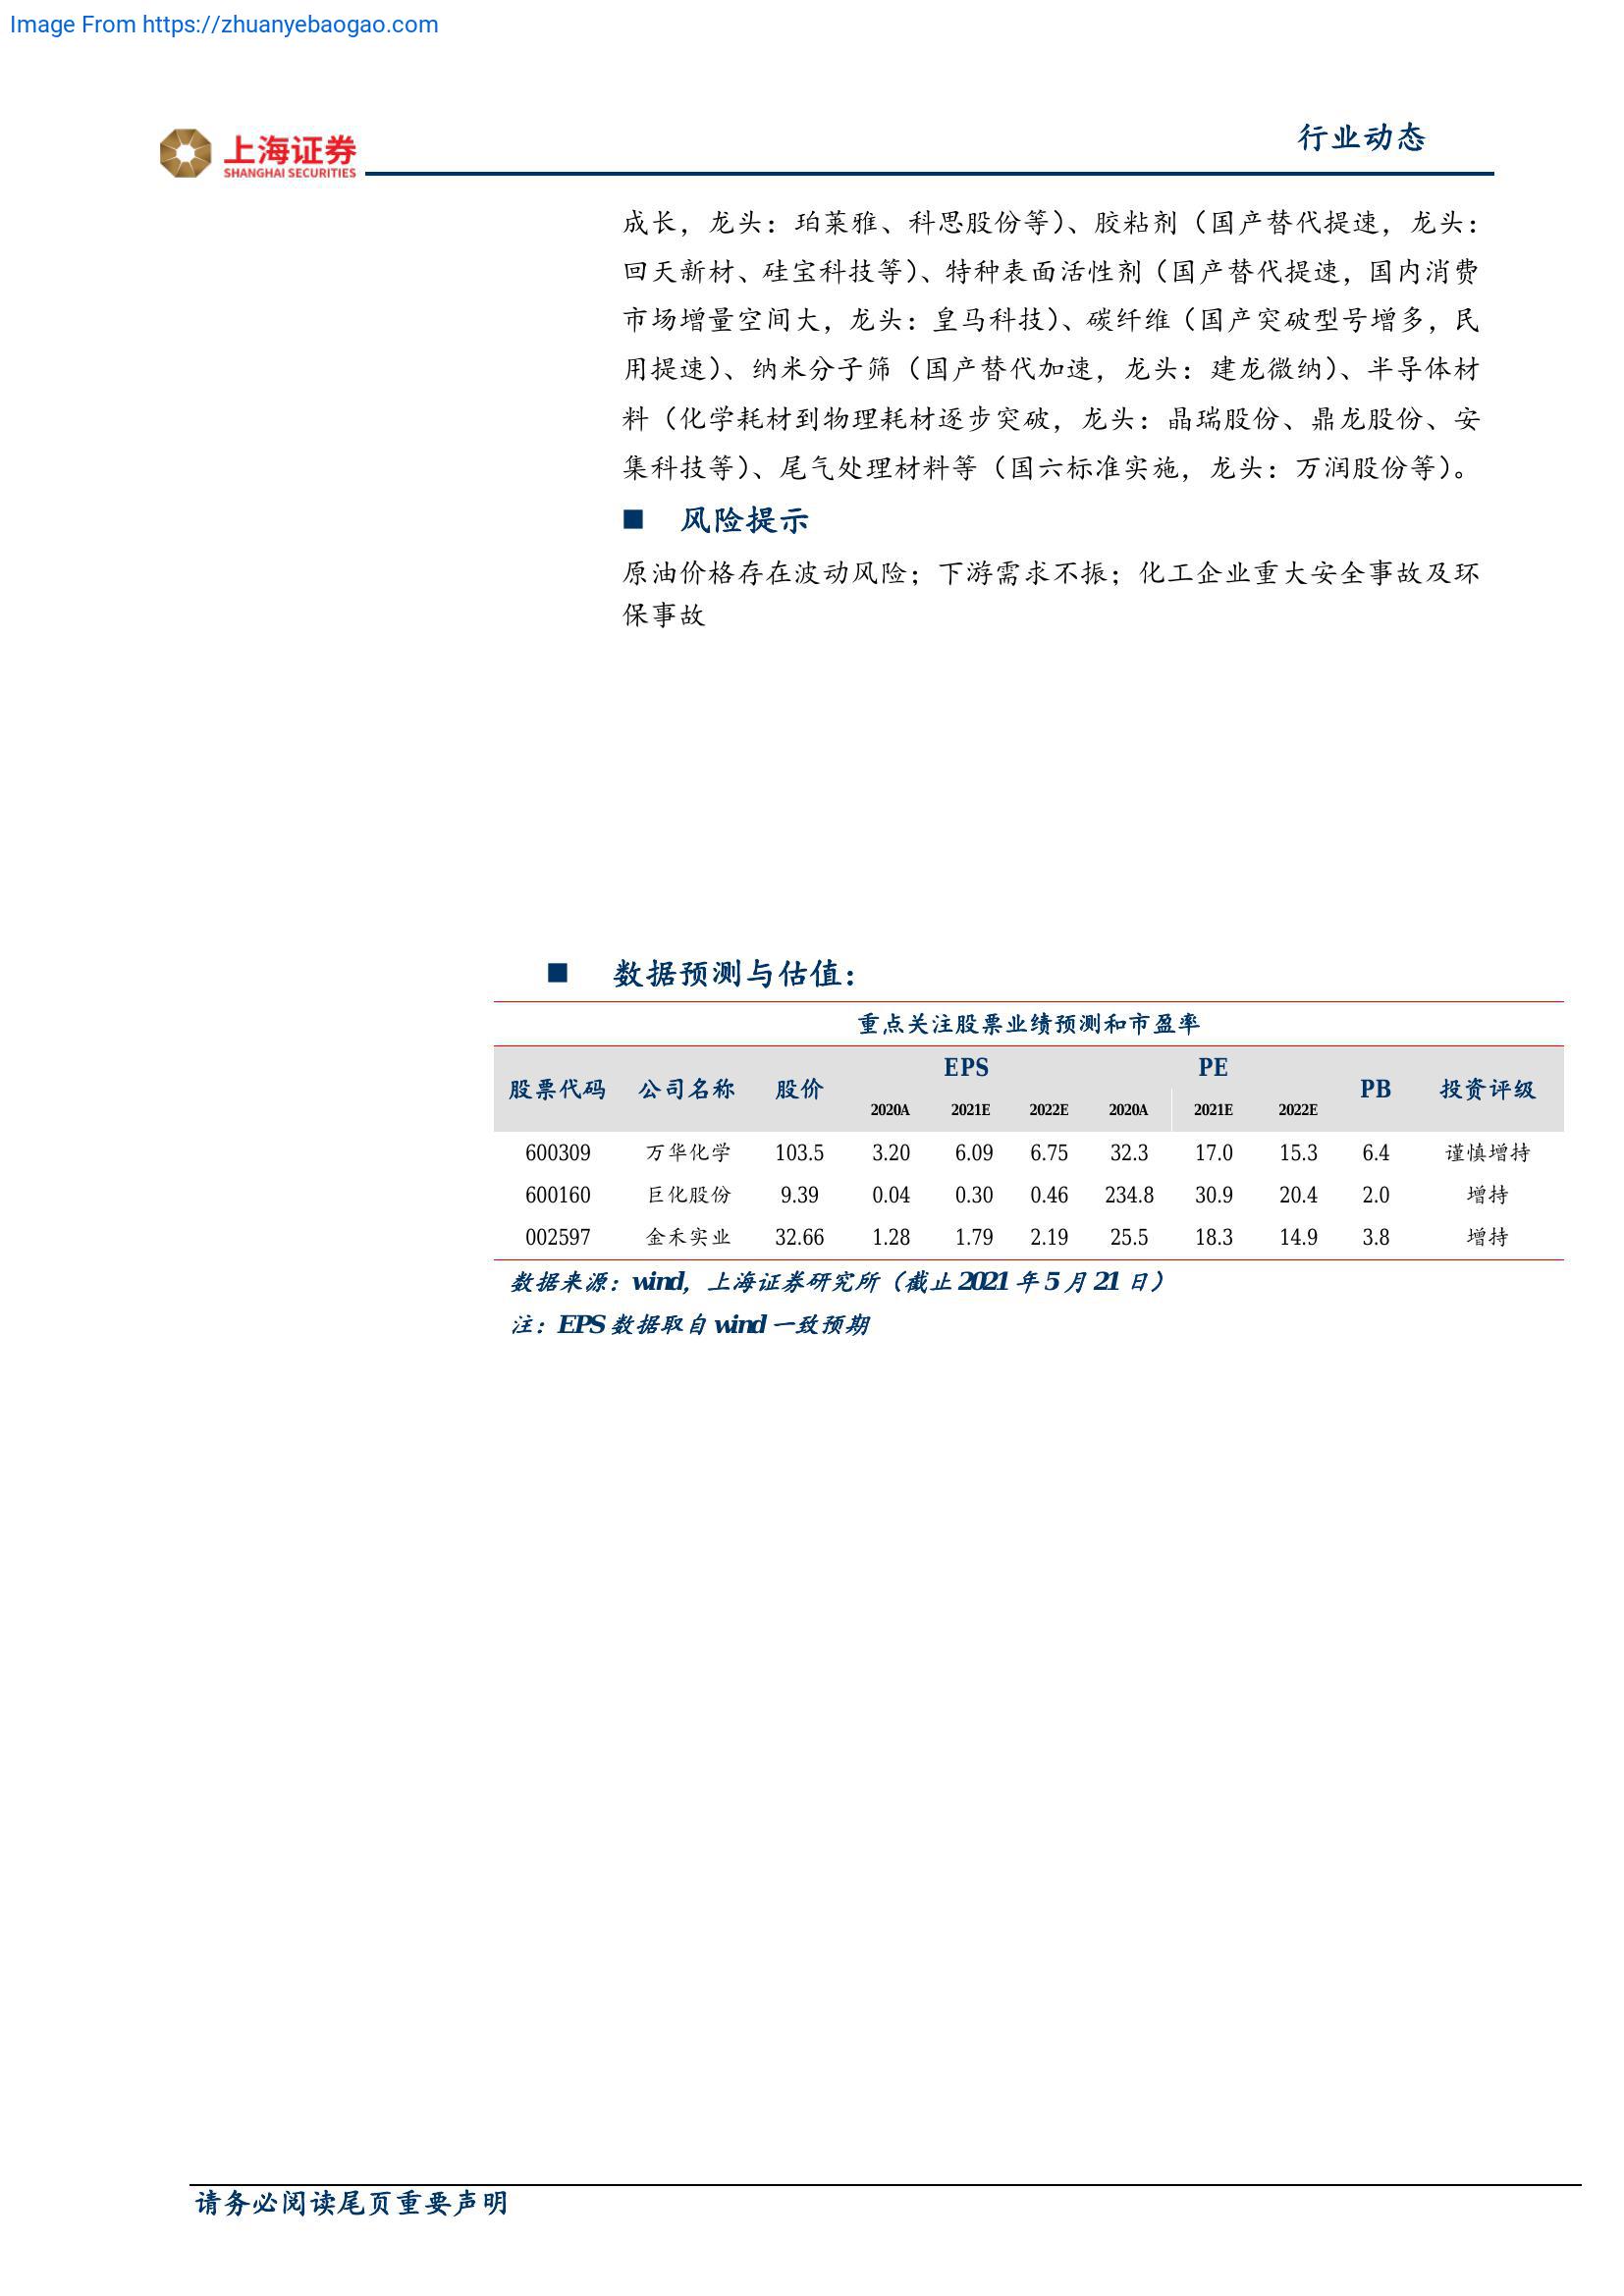 Image From https://zhuanyebaogao.com
上海证券
SHANGHAI SECURITIES
行业动态
成长，龙头：珀莱雅、科思股份等）、胶粘剂（国产替代提速，龙头：
回天新材、硅宝科技等）、特种表面活性剂（国产替代提速，国内消费
市场增量空间大，龙头：皇马科技）、碳纤维（国产突破型号增多，民
用提速）、纳米分子筛（国产替代加速，龙头：建龙微纳）、半导体材
料（化学耗材到物理耗材逐步突破，龙头：晶瑞股份、鼎龙股份、安
集科技等）、尾气处理材料等（国六标准实施，龙头：万润股份等）。
■ 风险提示
原油价格存在波动风险；下游需求不振；化工企业重大安全事故及环
保事故
■ 数据预测与估值：
重点关注股票业绩预测和市盈率
股票代码 公司名称 股价 EPS PE PB 投资评级
2020A 2021E 2022E 2020A 2021E 2022E
600309 万华化学 103.5 3.20 6.09 6.75 32.3 17.0 15.3 6.4 谨慎增持
600160 巨化股份 9.39 0.04 0.30 0.46 234.8 30.9 20.4 2.0 增持
002597 金禾实业 32.66 1.28 1.79 2.19 25.5 18.3 14.9 3.8 增持
数据来源：wind，上海证券研究所（截止 2021 年 5 月 21 日）
注：EPS 数据取自 wind 一致预期
请务必阅读尾页重要声明